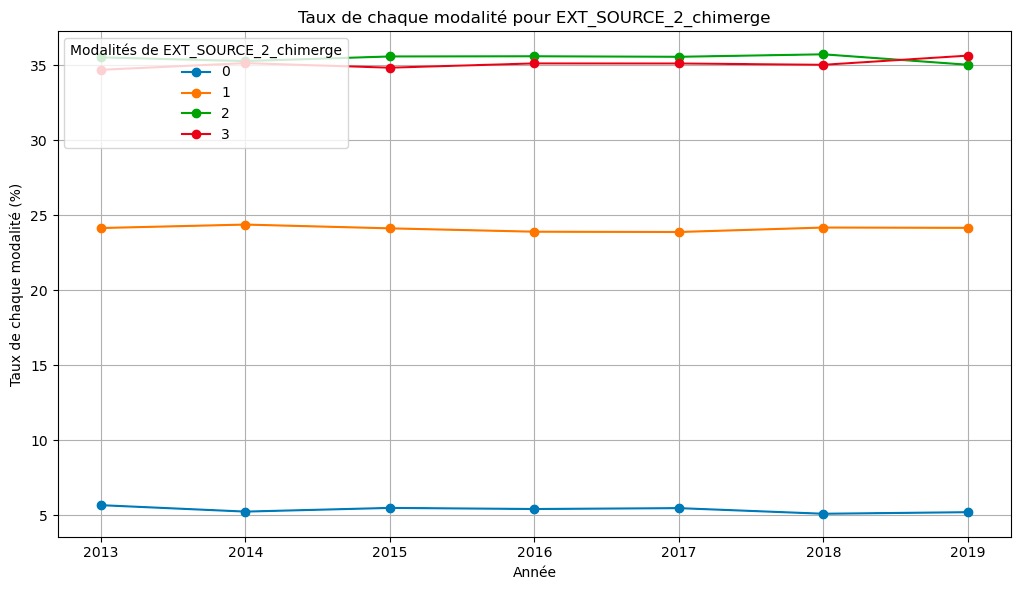 Taux de chaque modalité pour EXT_SOURCE_2_chimerge
Modalités de EXT_SOURCE_2_chimerge
0
1
2
3
Taux de chaque modalité (%)
35
30
25
20
15
10
5
2013 2014 2015 2016 2017 2018 2019
Année